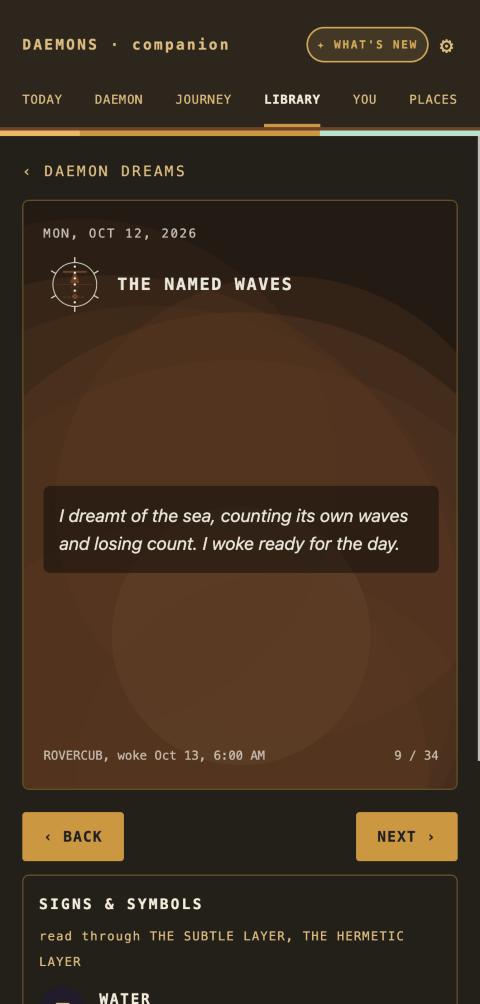 DAEMONS · companion
✦ WHAT'S NEW
TODAY DAEMON JOURNEY LIBRARY YOU PLACES
‹ DAEMON DREAMS
MON, OCT 12, 2026
THE NAMED WAVES
I dreamt of the sea, counting its own waves
and losing count. I woke ready for the day.
ROVERCUB, woke Oct 13, 6:00 AM 9 / 34
‹ BACK NEXT ›
SIGNS & SYMBOLS
read through THE SUBTLE LAYER, THE HERMETIC
LAYER
WATER